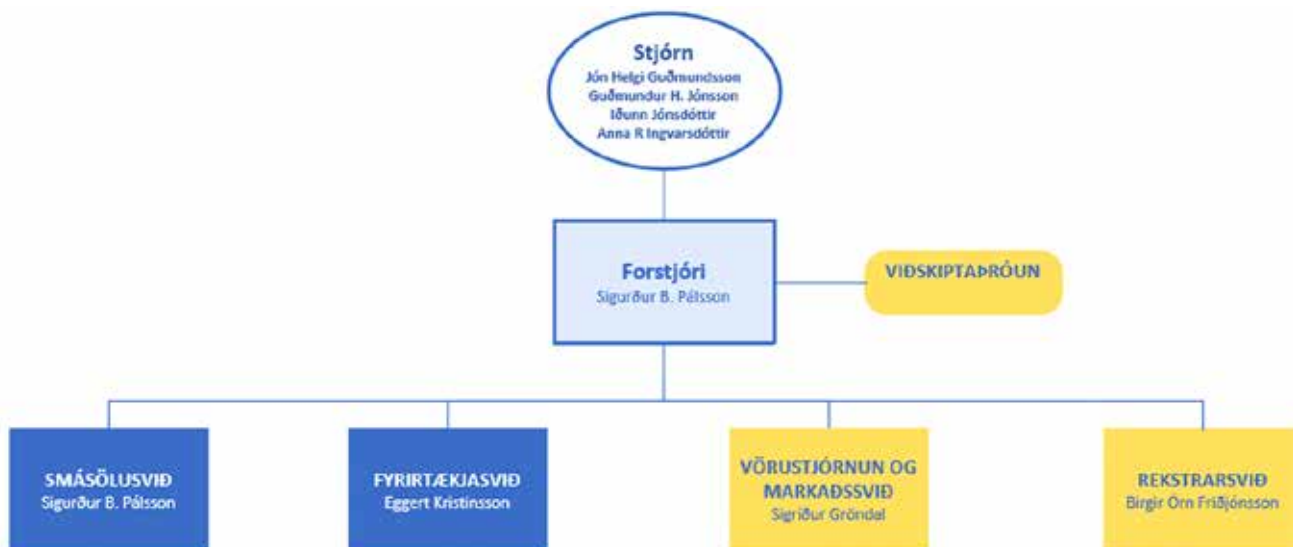 Stjórn
Jón Helgi Guðmundsson
Guðmundur H. Jónsson
Iðunn Jónsdóttir
Anna R Ingvarsdóttir
Forstjóri
Sigurður B. Pálsson
VIÐSKIPTAÞRÓUN
SMÁSÖLUSVIÐ
Sigurður B. Pálsson
FYRIRTÆKJASVIÐ
Eggert Kristinsson
VÖRUSTJÓRNUN OG
MARKAÐSSVIÐ
Sigríður Gröndal
REKSTRARSVIÐ
Birgir Örn Friðjónsson